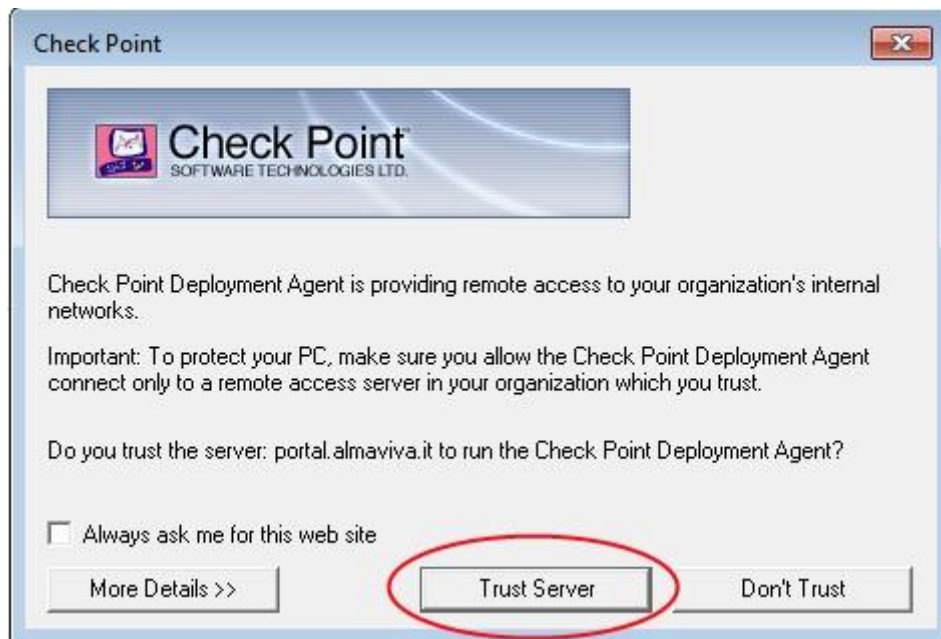 Check Point
Check Point
SOFTWARE TECHNOLOGIES LTD.
Check Point Deployment Agent is providing remote access to your organization's internal
networks.
Important: To protect your PC, make sure you allow the Check Point Deployment Agent
connect only to a remote access server in your organization which you trust.
Do you trust the server: portal.almaviva.it to run the Check Point Deployment Agent?
Always ask me for this web site
More Details >> Trust Server Don't Trust